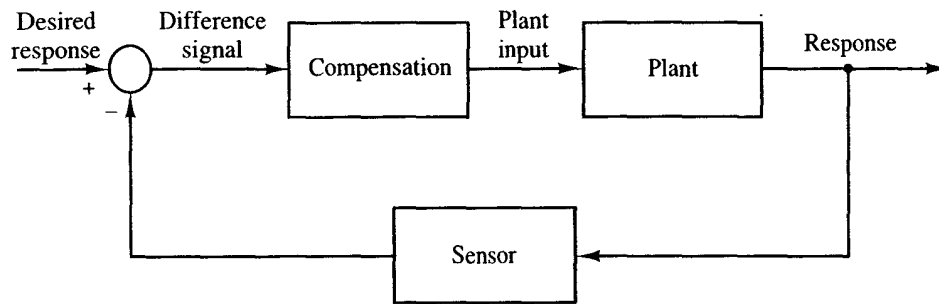 Desired
response
+
−
Difference
signal
Compensation
Plant
input
Plant
Response
Sensor